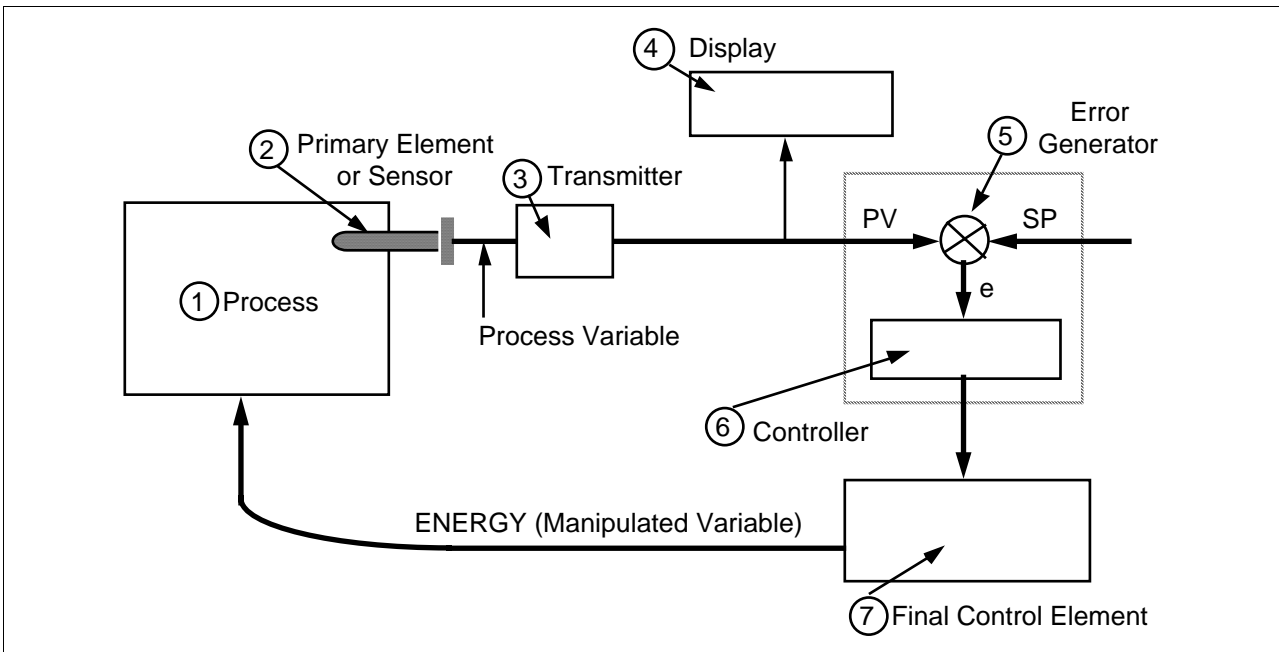 4 Display
5 Error
Generator
2 Primary Element
or Sensor
3 Transmitter
PV
SP
1 Process
e
Process Variable
6 Controller
ENERGY (Manipulated Variable)
7 Final Control Element